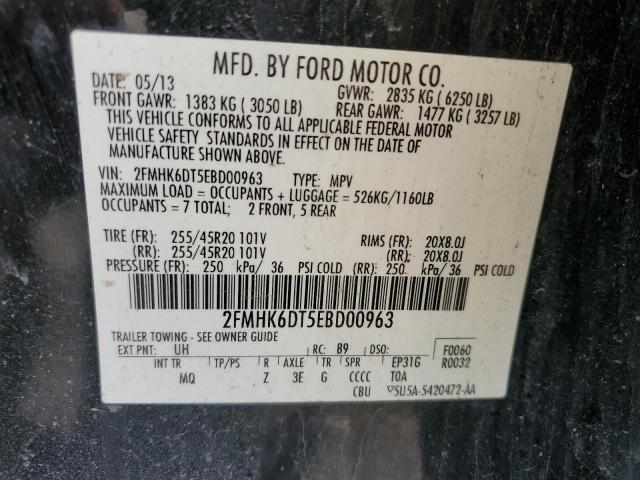 MFD. BY FORD MOTOR CO.
DATE: 05/13 GVWR: 2835 KG ( 6250 LB)
FRONT GAWR: 1383 KG ( 3050 LB) REAR GAWR: 1477 KG ( 3257 LB)
THIS VEHICLE CONFORMS TO ALL APPLICABLE FEDERAL MOTOR
VEHICLE SAFETY STANDARDS IN EFFECT ON THE DATE OF
MANUFACTURE SHOWN ABOVE.
VIN: 2FMHK6DT5EBD00963 TYPE: MPV
MAXIMUM LOAD = OCCUPANTS + LUGGAGE = 526KG/1160LB
OCCUPANTS = 7 TOTAL; 2 FRONT, 5 REAR
TIRE (FR): 255/45R20 101V RIMS (FR): 20X8.0J
(RR): 255/45R20 101V (RR): 20X8.0J
PRESSURE (FR): 250 kPa/ 36 PSI COLD (RR): 250 kPa/ 36 PSI COLD
2FMHK6DT5EBD00963
TRAILER TOWING - SEE OWNER GUIDE
EXT PNT: UH RC: 89 DSO: F0060
INT TR TP/PS R AXLE TR SPR EP31G R0032
MQ Z 3E G CCCC T0A
CBU 5U5A-5420472-AA